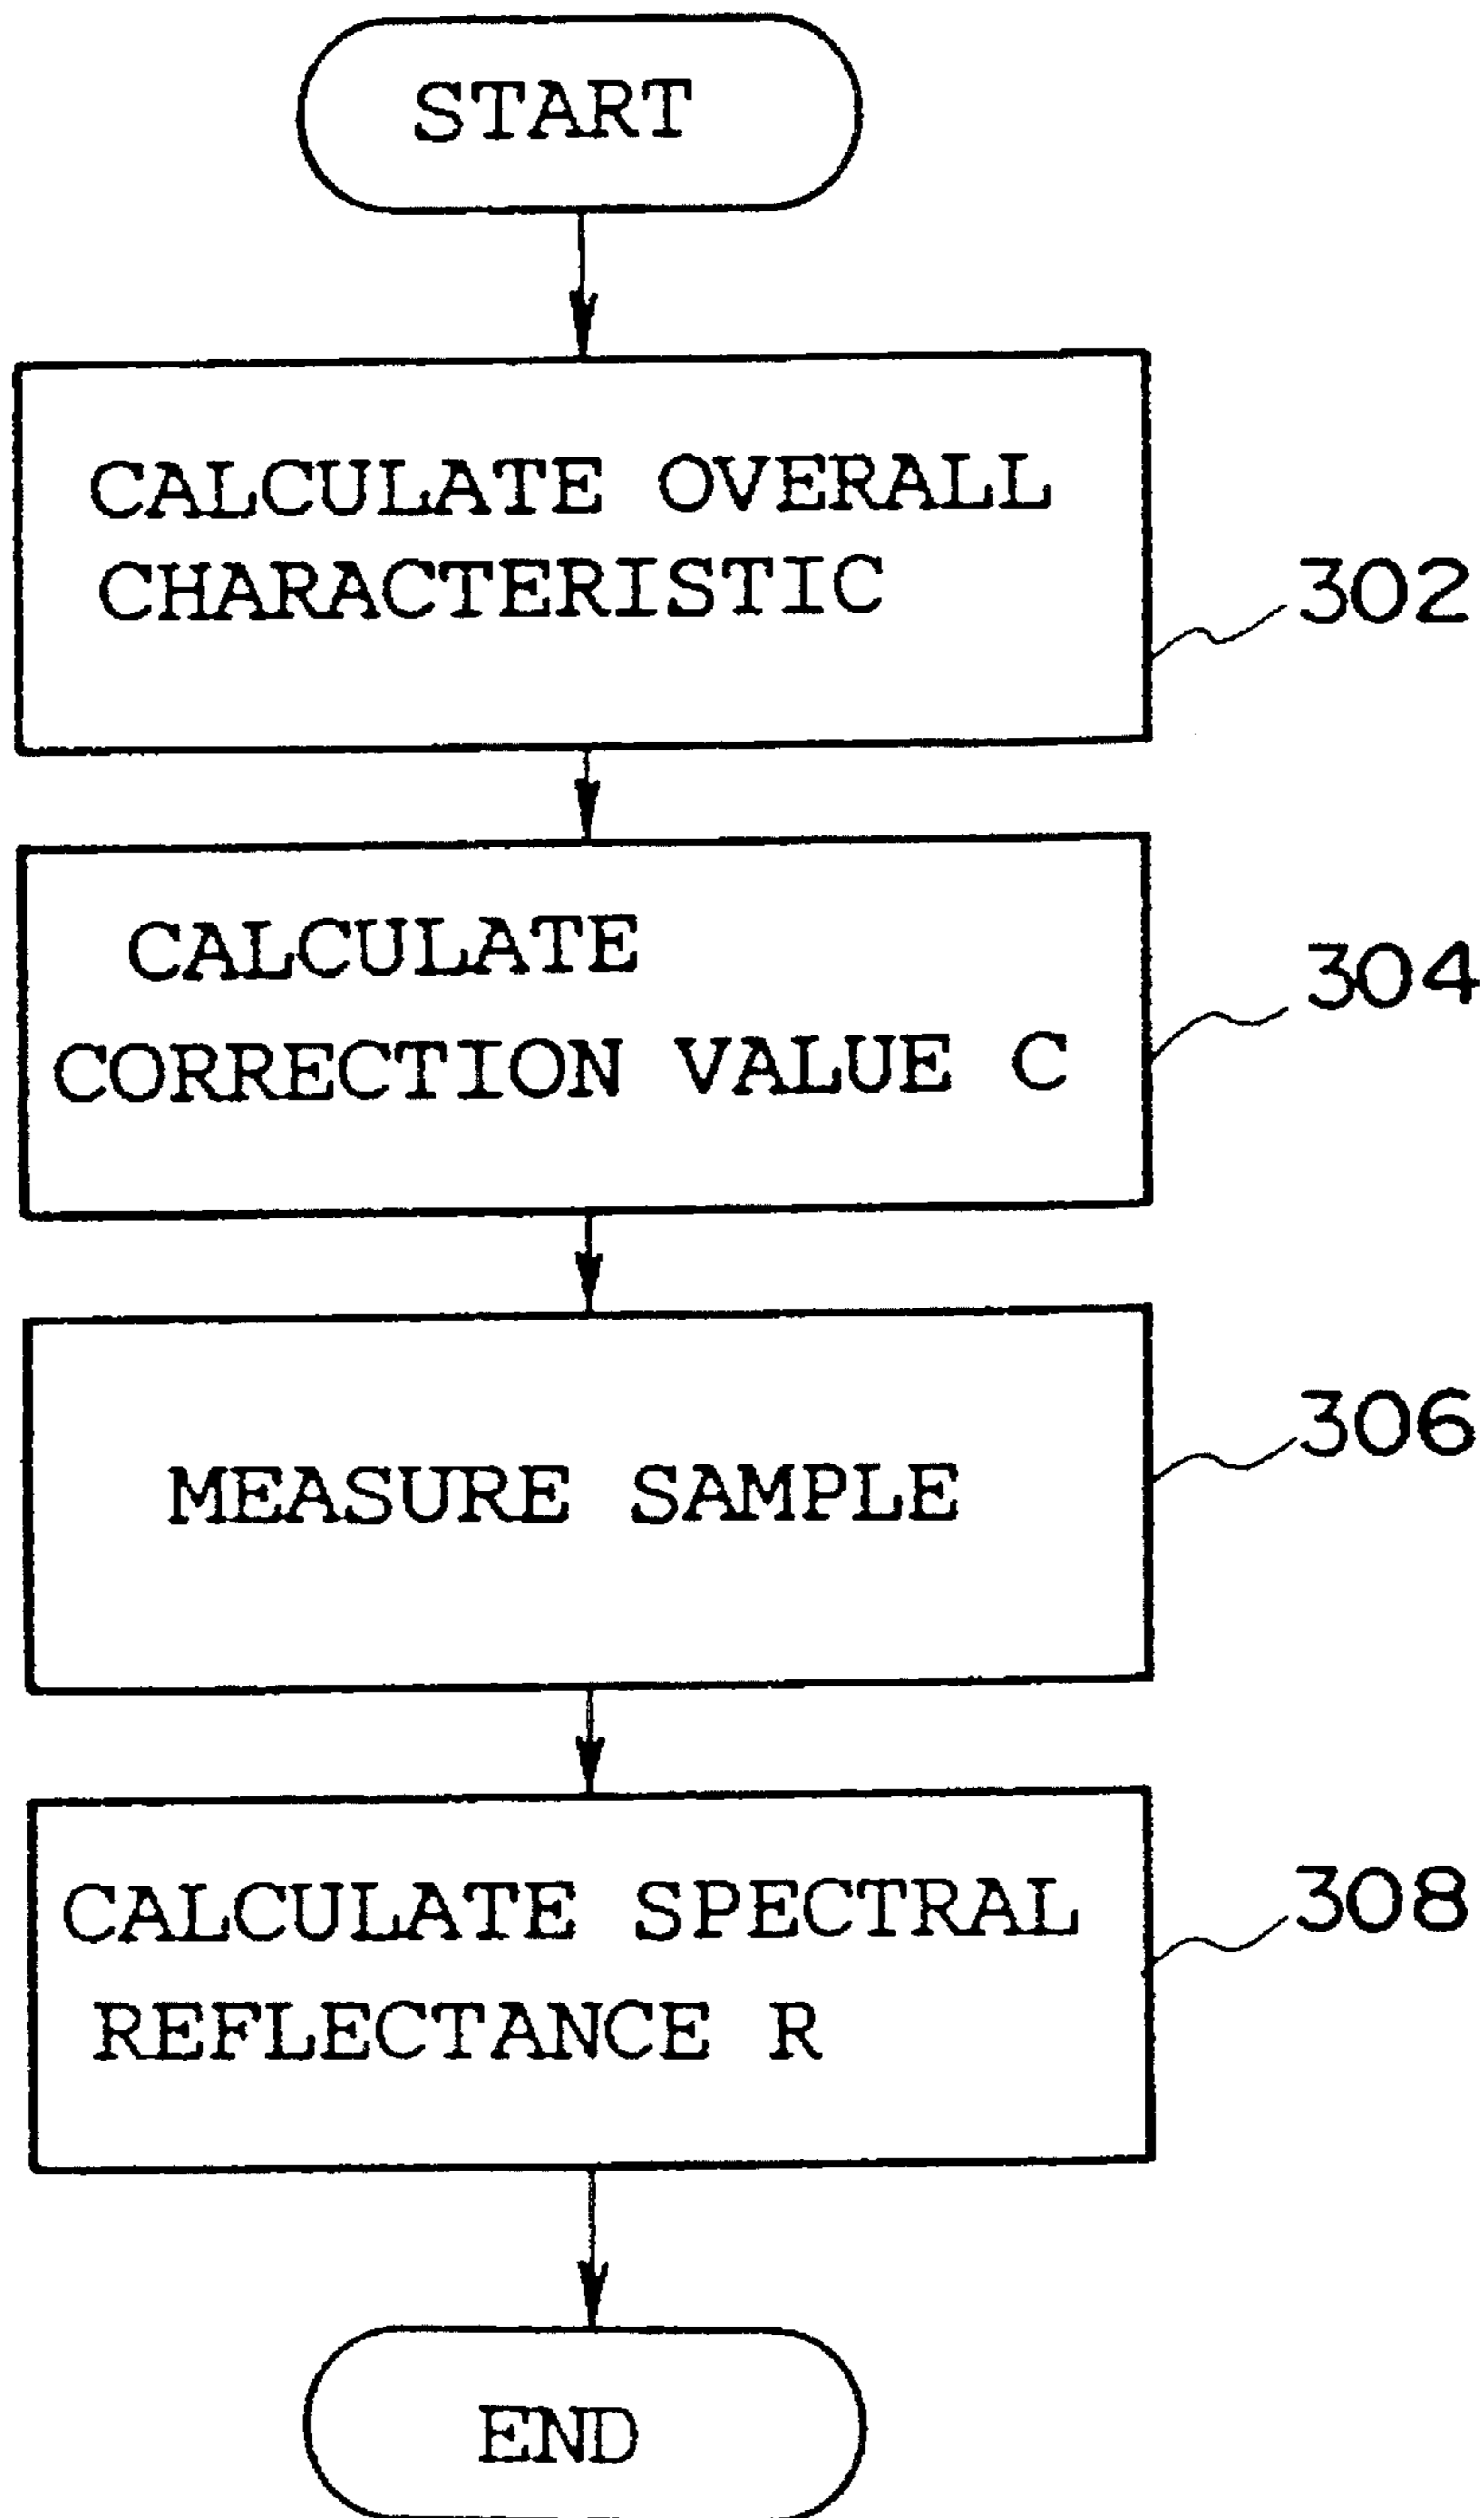 START
CALCULATE OVERALL
CHARACTERISTIC
302
CALCULATE
CORRECTION VALUE C
304
MEASURE SAMPLE
306
CALCULATE SPECTRAL
REFLECTANCE R
308
END